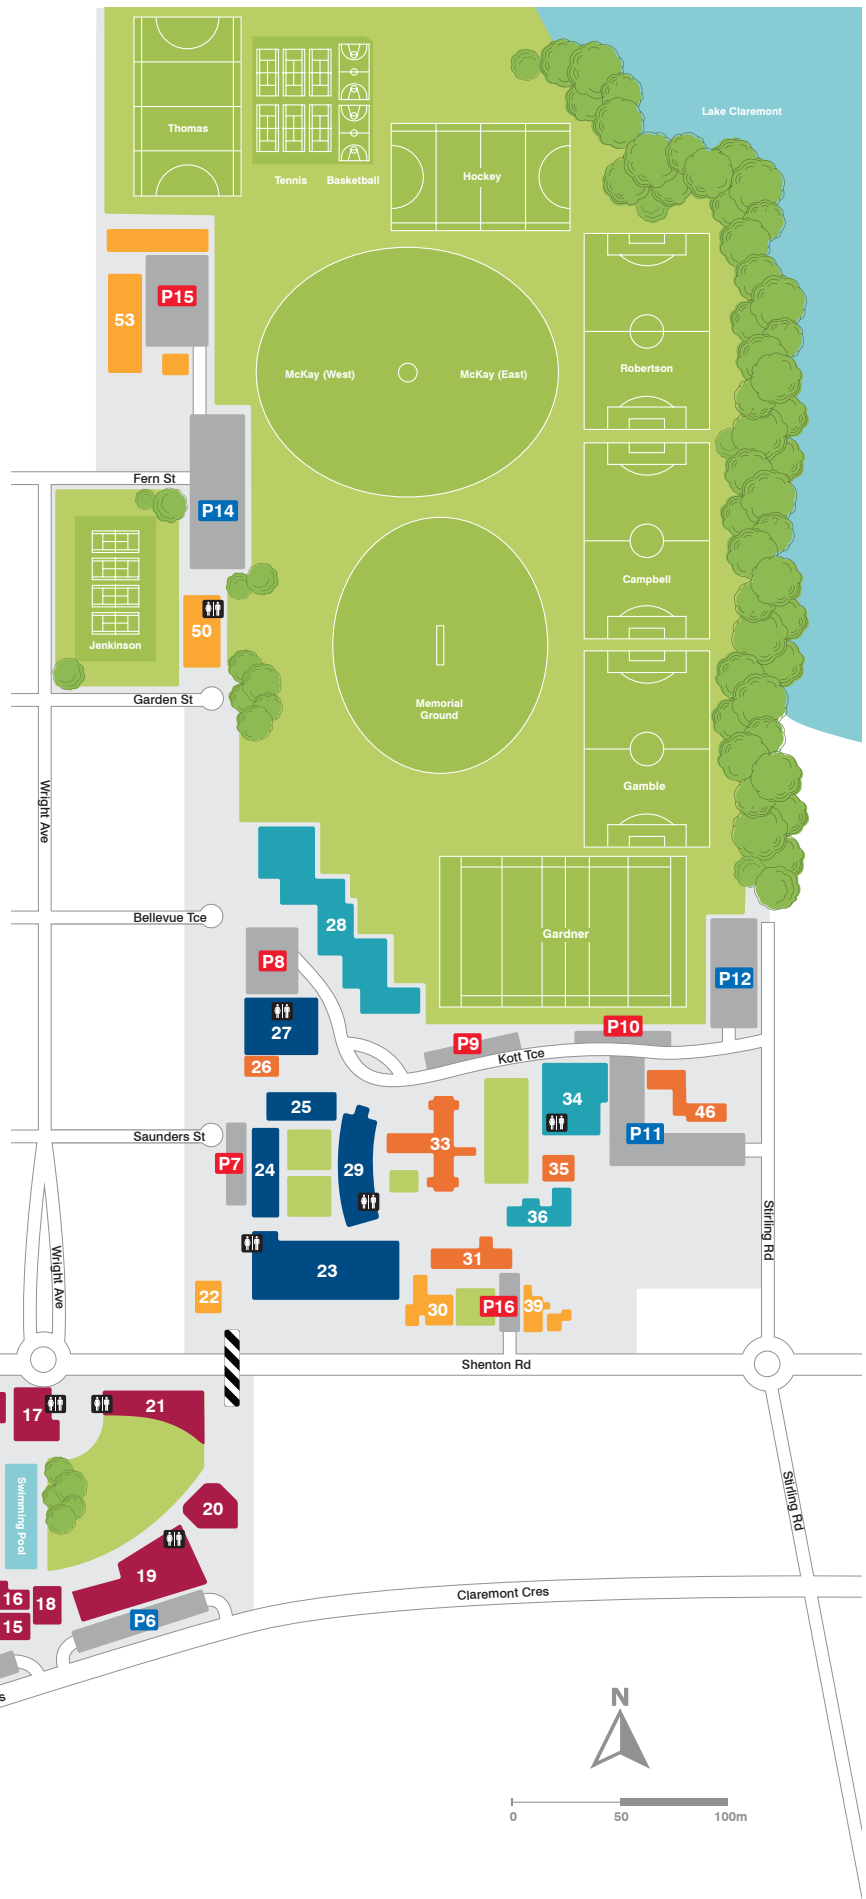 Lake Claremont
Thomas
Tennis
Basketball
Hockey
P15
53
McKay (West)
McKay (East)
Robertson
Fern St
P14
Campbell
50
Jenkinson
Garden St
Memorial
Ground
Gamble
Wright Ave
Bellevue Tce
28
Gardner
P8
P12
27
P10
P9
Kott Tce
26
34
25
46
P11
Saunders St
33
P7
24
29
35
36
Stirling Rd
31
Wright Ave
23
22
30
P16
39
Shenton Rd
17
21
Swimming Pool
20
Stirling Rd
19
16
18
Claremont Cres
P6
15
s
N
0
50
100m